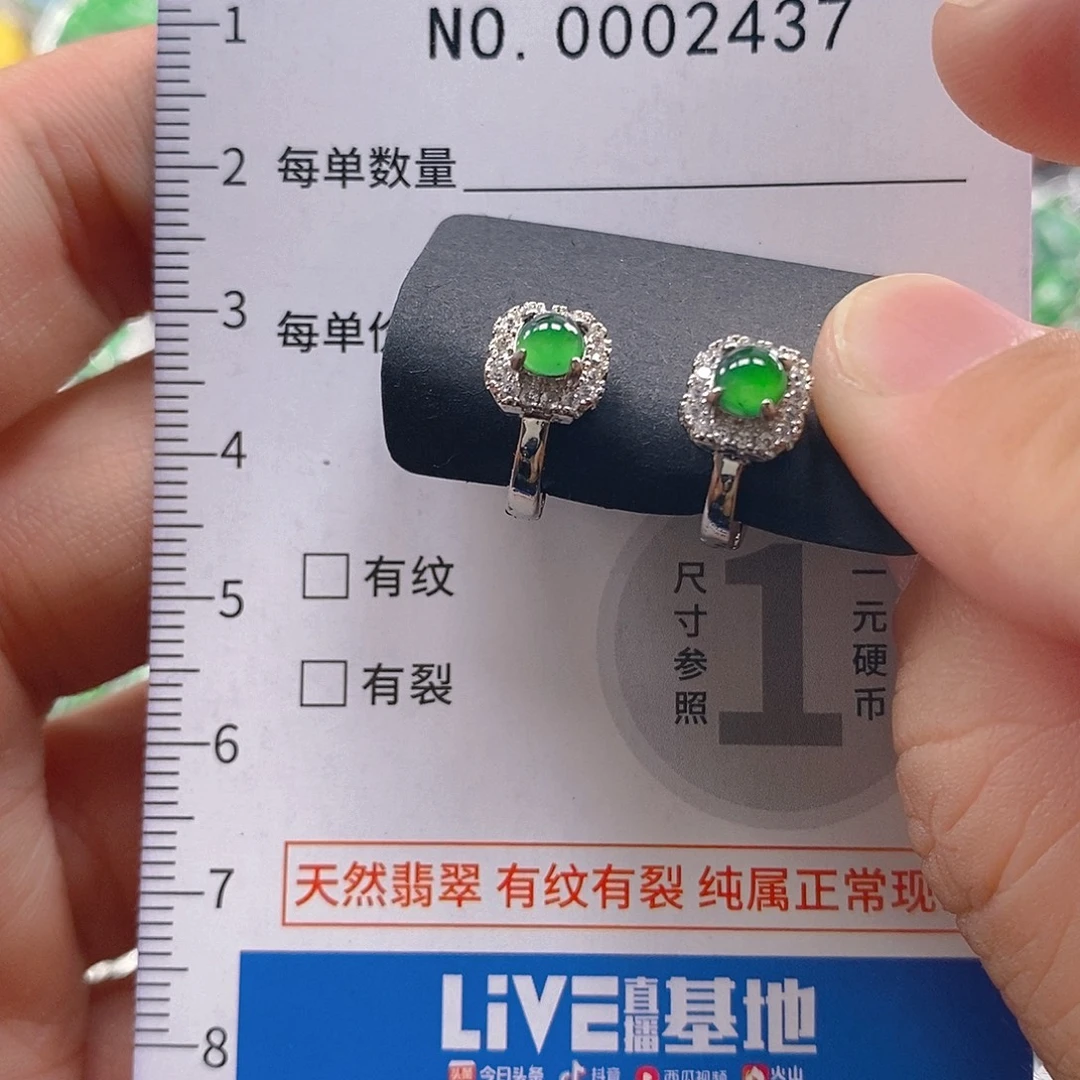 1
NO. 0002437
2
每单数量
3
每单
4
□ 有纹
5
□ 有裂
尺寸参照
1
一元硬币
6
天然翡翠 有纹有裂 纯属正常现
7
LiVE直播基地
8
头条 今日头条 抖音 西瓜视频 火山